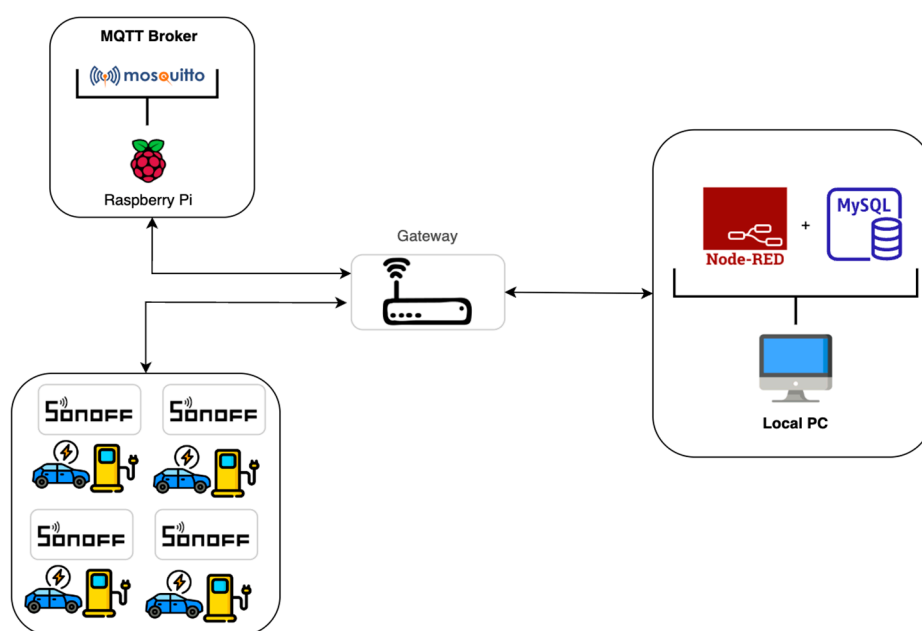 MQTT Broker
mosquitto
Raspberry Pi
Gateway
Node-RED
+
MySQL
Local PC
SONOFF
SONOFF
SONOFF
SONOFF